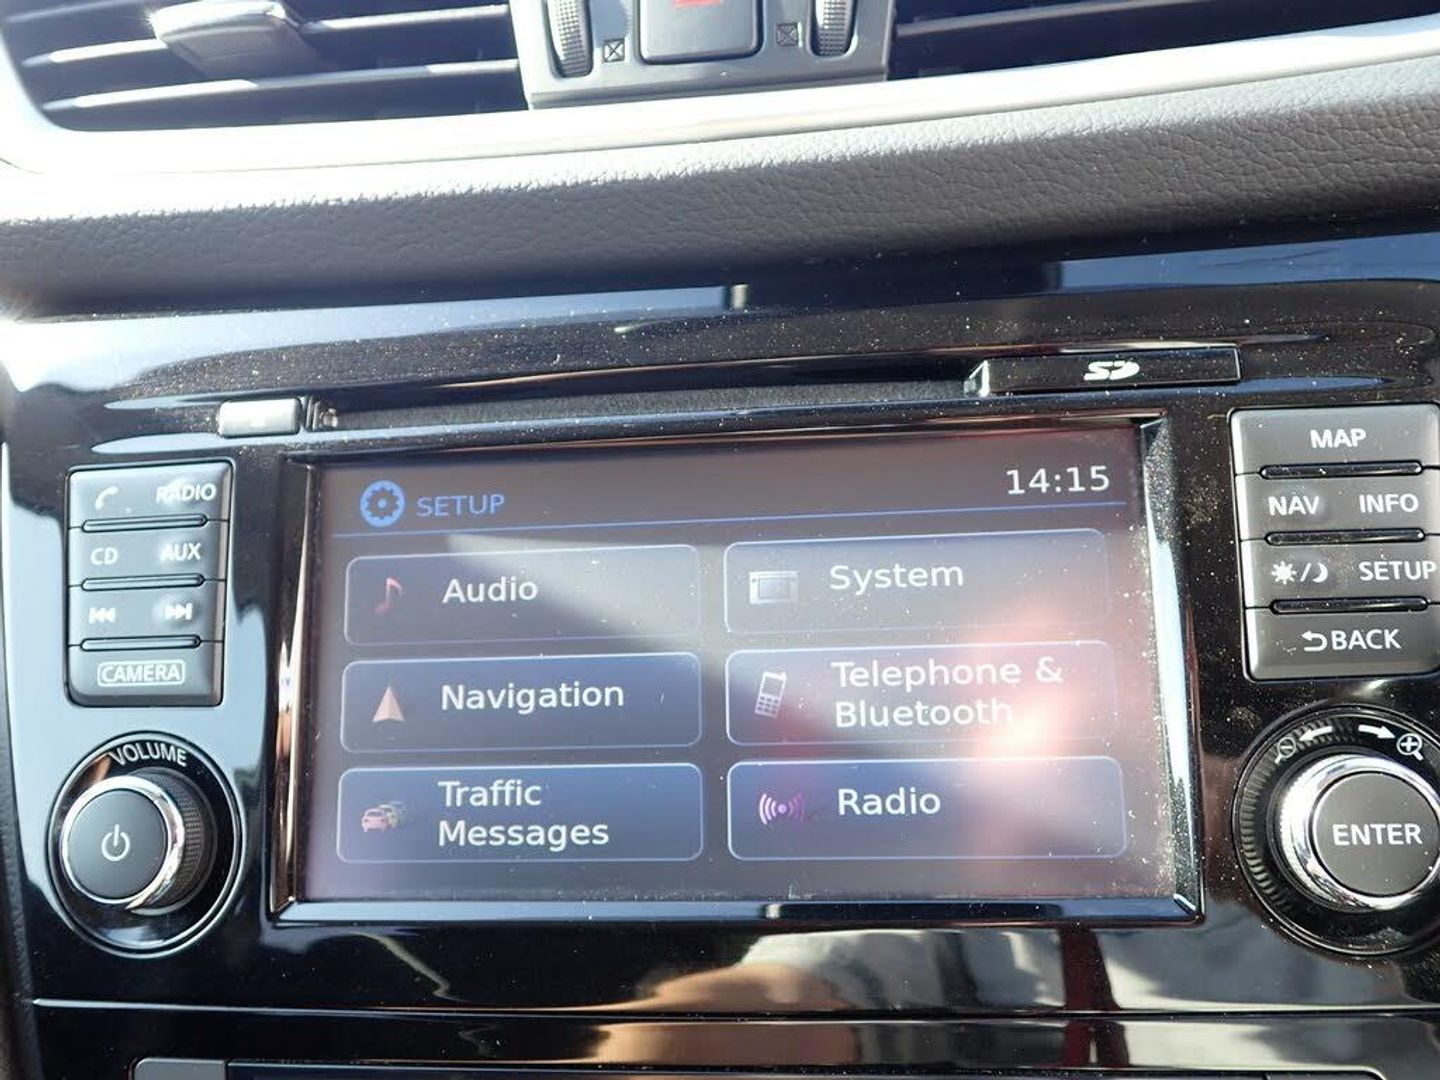 SD
MAP
NAV INFO
SETUP
BACK
RADIO
CD AUX
CAMERA
VOLUME
SETUP
14:15
Audio
System
Navigation
Telephone &
Bluetooth
Traffic
Messages
Radio
ENTER